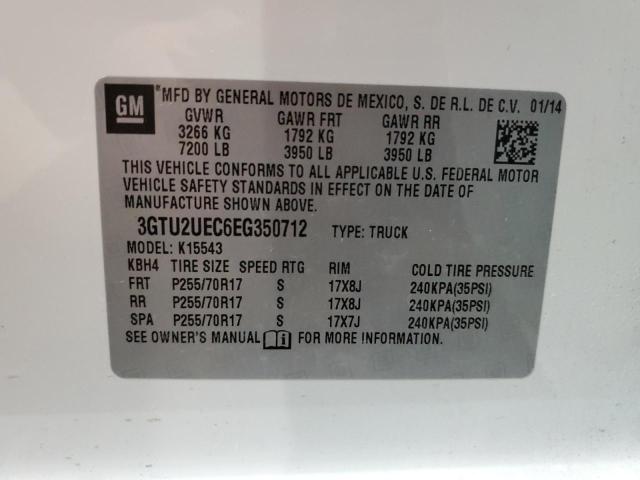 GM
*MFD BY GENERAL MOTORS DE MEXICO, S. DE R.L. DE C.V. 01/14
GVWR GAWR FRT GAWR RR
3266 KG 1792 KG 1792 KG
7200 LB 3950 LB 3950 LB
THIS VEHICLE CONFORMS TO ALL APPLICABLE U.S. FEDERAL MOTOR
VEHICLE SAFETY STANDARDS IN EFFECT ON THE DATE OF
MANUFACTURE SHOWN ABOVE.
3GTU2UEC6EG350712 TYPE: TRUCK
MODEL: K15543
KBH4 TIRE SIZE SPEED RTG RIM COLD TIRE PRESSURE
FRT P255/70R17 S 17X8J 240KPA(35PSI)
RR P255/70R17 S 17X8J 240KPA(35PSI)
SPA P255/70R17 S 17X7J 240KPA(35PSI)
SEE OWNER'S MANUAL i FOR MORE INFORMATION.